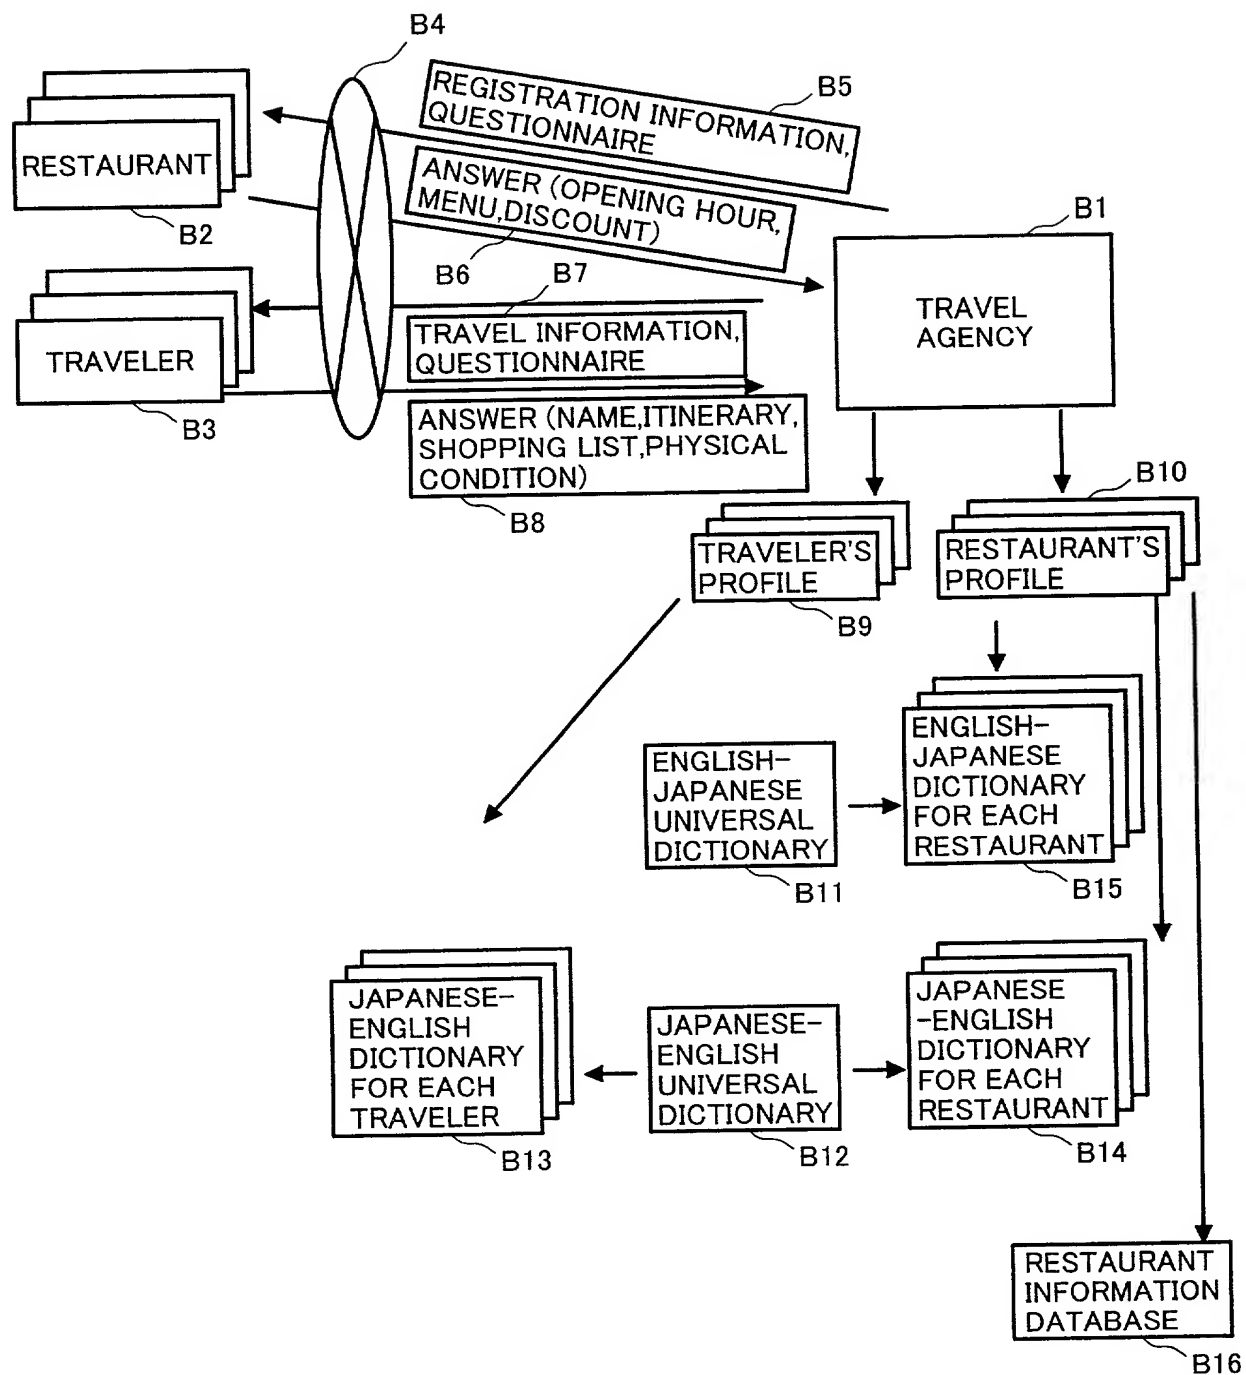 B4
REGISTRATION INFORMATION,
QUESTIONNAIRE
B5
RESTAURANT
B2
ANSWER (OPENING HOUR,
MENU,DISCOUNT)
B6
B1
TRAVEL
AGENCY
B7
TRAVEL INFORMATION,
QUESTIONNAIRE
TRAVELER
B3
ANSWER (NAME,ITINERARY,
SHOPPING LIST,PHYSICAL
CONDITION)
B8
B10
TRAVELER'S
PROFILE
B9
RESTAURANT'S
PROFILE
ENGLISH-
JAPANESE
UNIVERSAL
DICTIONARY
B11
ENGLISH-
JAPANESE
DICTIONARY
FOR EACH
RESTAURANT
B15
JAPANESE-
ENGLISH
DICTIONARY
FOR EACH
TRAVELER
B13
JAPANESE-
ENGLISH
UNIVERSAL
DICTIONARY
B12
JAPANESE
-ENGLISH
DICTIONARY
FOR EACH
RESTAURANT
B14
RESTAURANT
INFORMATION
DATABASE
B16